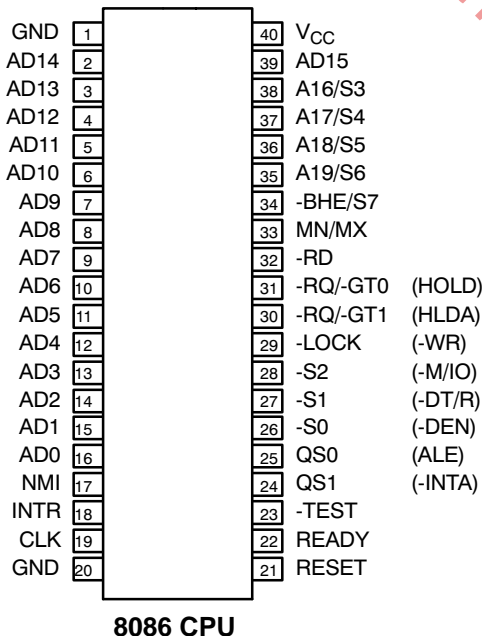 GND 1 40 VCC
AD14 2 39 AD15
AD13 3 38 A16/S3
AD12 4 37 A17/S4
AD11 5 36 A18/S5
AD10 6 35 A19/S6
AD9 7 34 -BHE/S7
AD8 8 33 MN/MX
AD7 9 32 -RD
AD6 10 31 -RQ/-GT0 (HOLD)
AD5 11 30 -RQ/-GT1 (HLDA)
AD4 12 29 -LOCK (-WR)
AD3 13 28 -S2 (-M/IO)
AD2 14 27 -S1 (-DT/R)
AD1 15 26 -S0 (-DEN)
AD0 16 25 QS0 (ALE)
NMI 17 24 QS1 (-INTA)
INTR 18 23 -TEST
CLK 19 22 READY
GND 20 21 RESET
8086 CPU